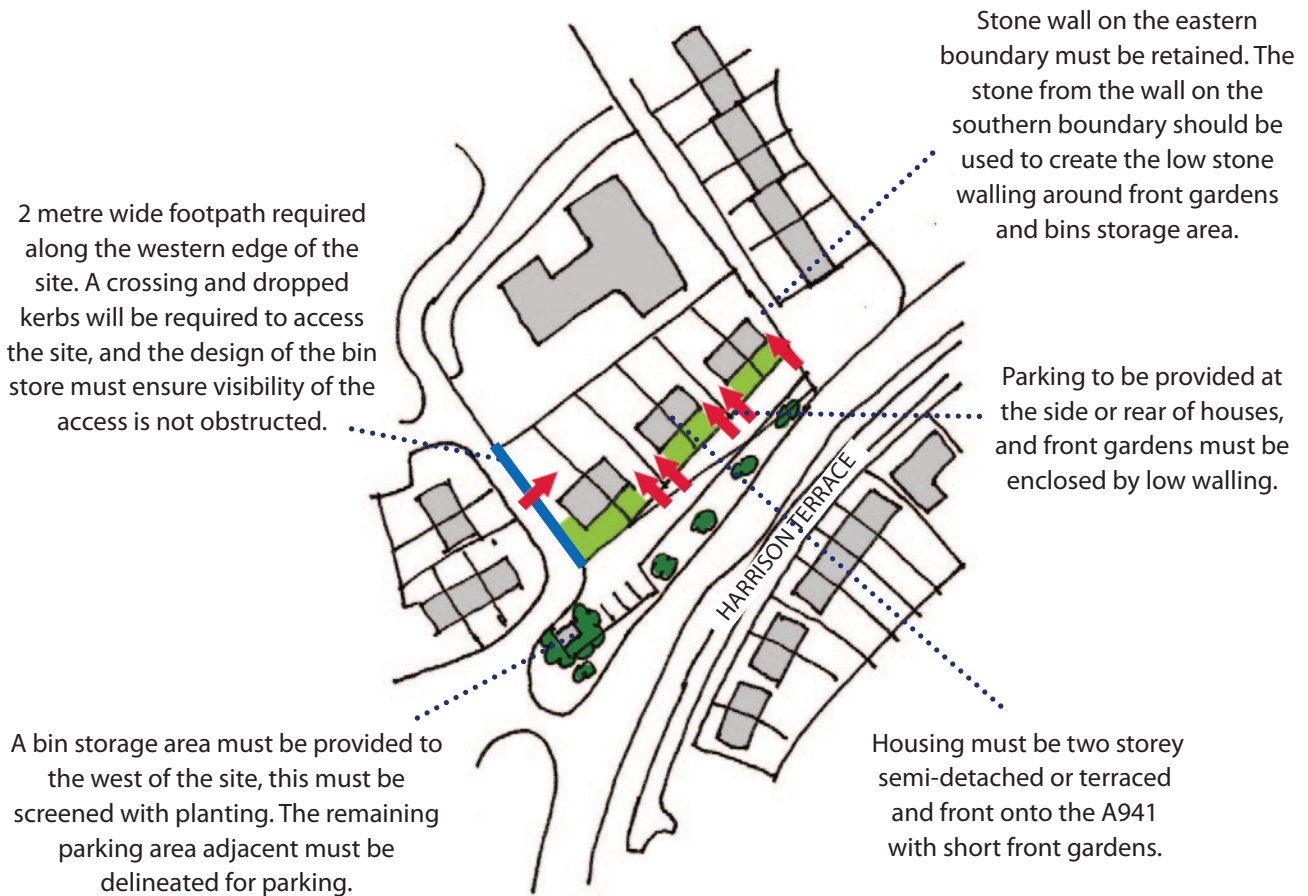 Stone wall on the eastern
boundary must be retained. The
stone from the wall on the
southern boundary should be
used to create the low stone
walling around front gardens
and bins storage area.
2 metre wide footpath required
along the western edge of the
site. A crossing and dropped
kerbs will be required to access
the site, and the design of the bin
store must ensure visibility of the
access is not obstructed.
Parking to be provided at
the side or rear of houses,
and front gardens must be
enclosed by low walling.
HARRISON TERRACE
A bin storage area must be provided to
the west of the site, this must be
screened with planting. The remaining
parking area adjacent must be
delineated for parking.
Housing must be two storey
semi-detached or terraced
and front onto the A941
with short front gardens.